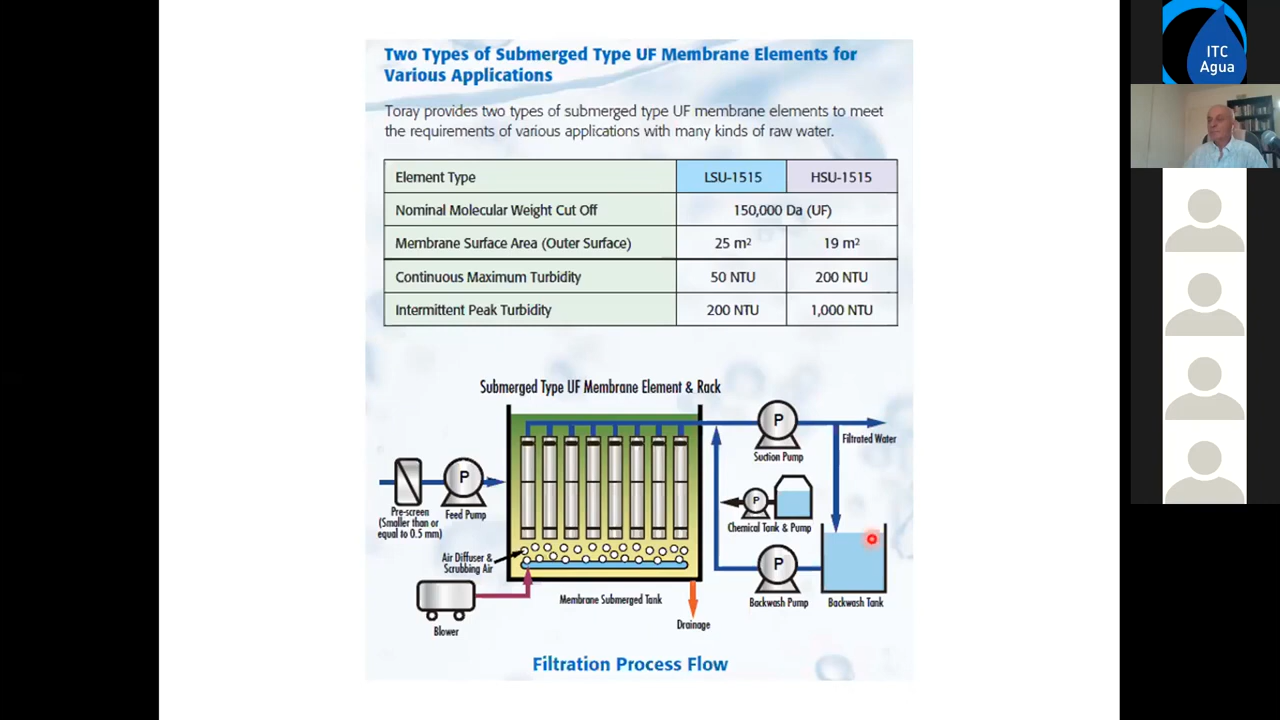 Two Types of Submerged Type UF Membrane Elements for
Various Applications
Toray provides two types of submerged type UF membrane elements to meet
the requirements of various applications with many kinds of raw water.
Element Type LSU-1515 HSU-1515
Nominal Molecular Weight Cut Off 150,000 Da (UF)
Membrane Surface Area (Outer Surface) 25 m² 19 m²
Continuous Maximum Turbidity 50 NTU 200 NTU
Intermittent Peak Turbidity 200 NTU 1,000 NTU
Submerged Type UF Membrane Element & Rack
P
Suction Pump
Filtrated Water
Pre-screen
(Smaller than or
equal to 0.5 mm)
P
Feed Pump
P
Chemical Tank & Pump
Air Diffuser &
Scrubbing Air
P
Backwash Pump
Backwash Tank
Membrane Submerged Tank
Blower
Drainage
Filtration Process Flow
ITC
Agua